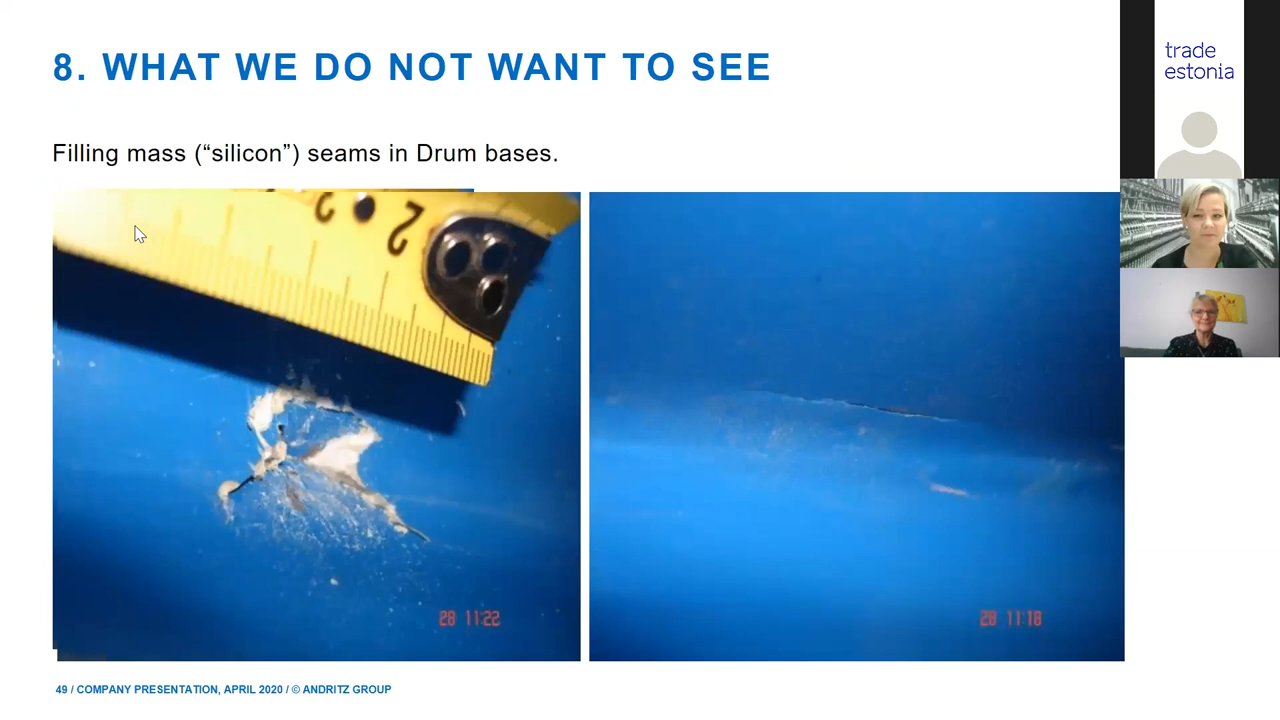 8. WHAT WE DO NOT WANT TO SEE
Filling mass (“silicon”) seams in Drum bases.
2
28 11:22
28 11:18
49 / COMPANY PRESENTATION, APRIL 2020 / © ANDRITZ GROUP
trade
estonia